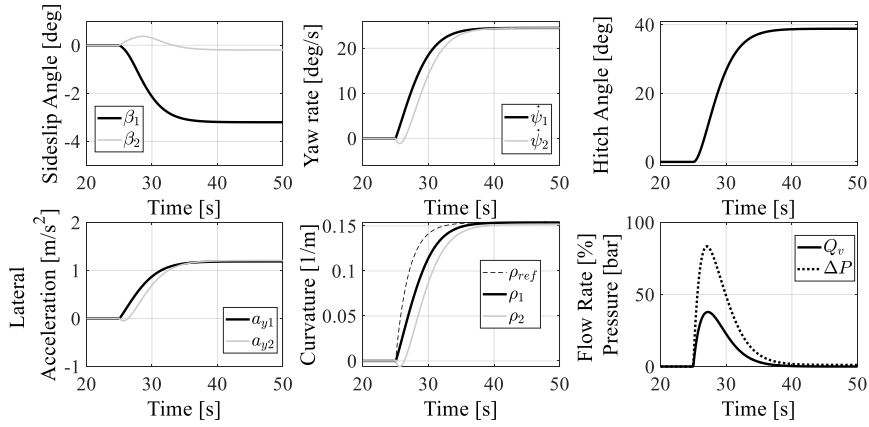 Sideslip Angle [deg]
0
-2
-4
β₁
β₂
20 30 40 50
Time [s]
Yaw rate [deg/s]
20
10
0
ψ̇₁
ψ̇₂
20 30 40 50
Time [s]
Hitch Angle [deg]
40
20
0
20 30 40 50
Time [s]
Lateral
Acceleration [m/s²]
2
1
0
-1
a_y1
a_y2
20 30 40 50
Time [s]
Curvature [1/m]
0.15
0.1
0.05
0
ρ_ref
ρ₁
ρ₂
20 30 40 50
Time [s]
Flow Rate [%]
Pressure [bar]
100
50
0
Q_v
ΔP
20 30 40 50
Time [s]